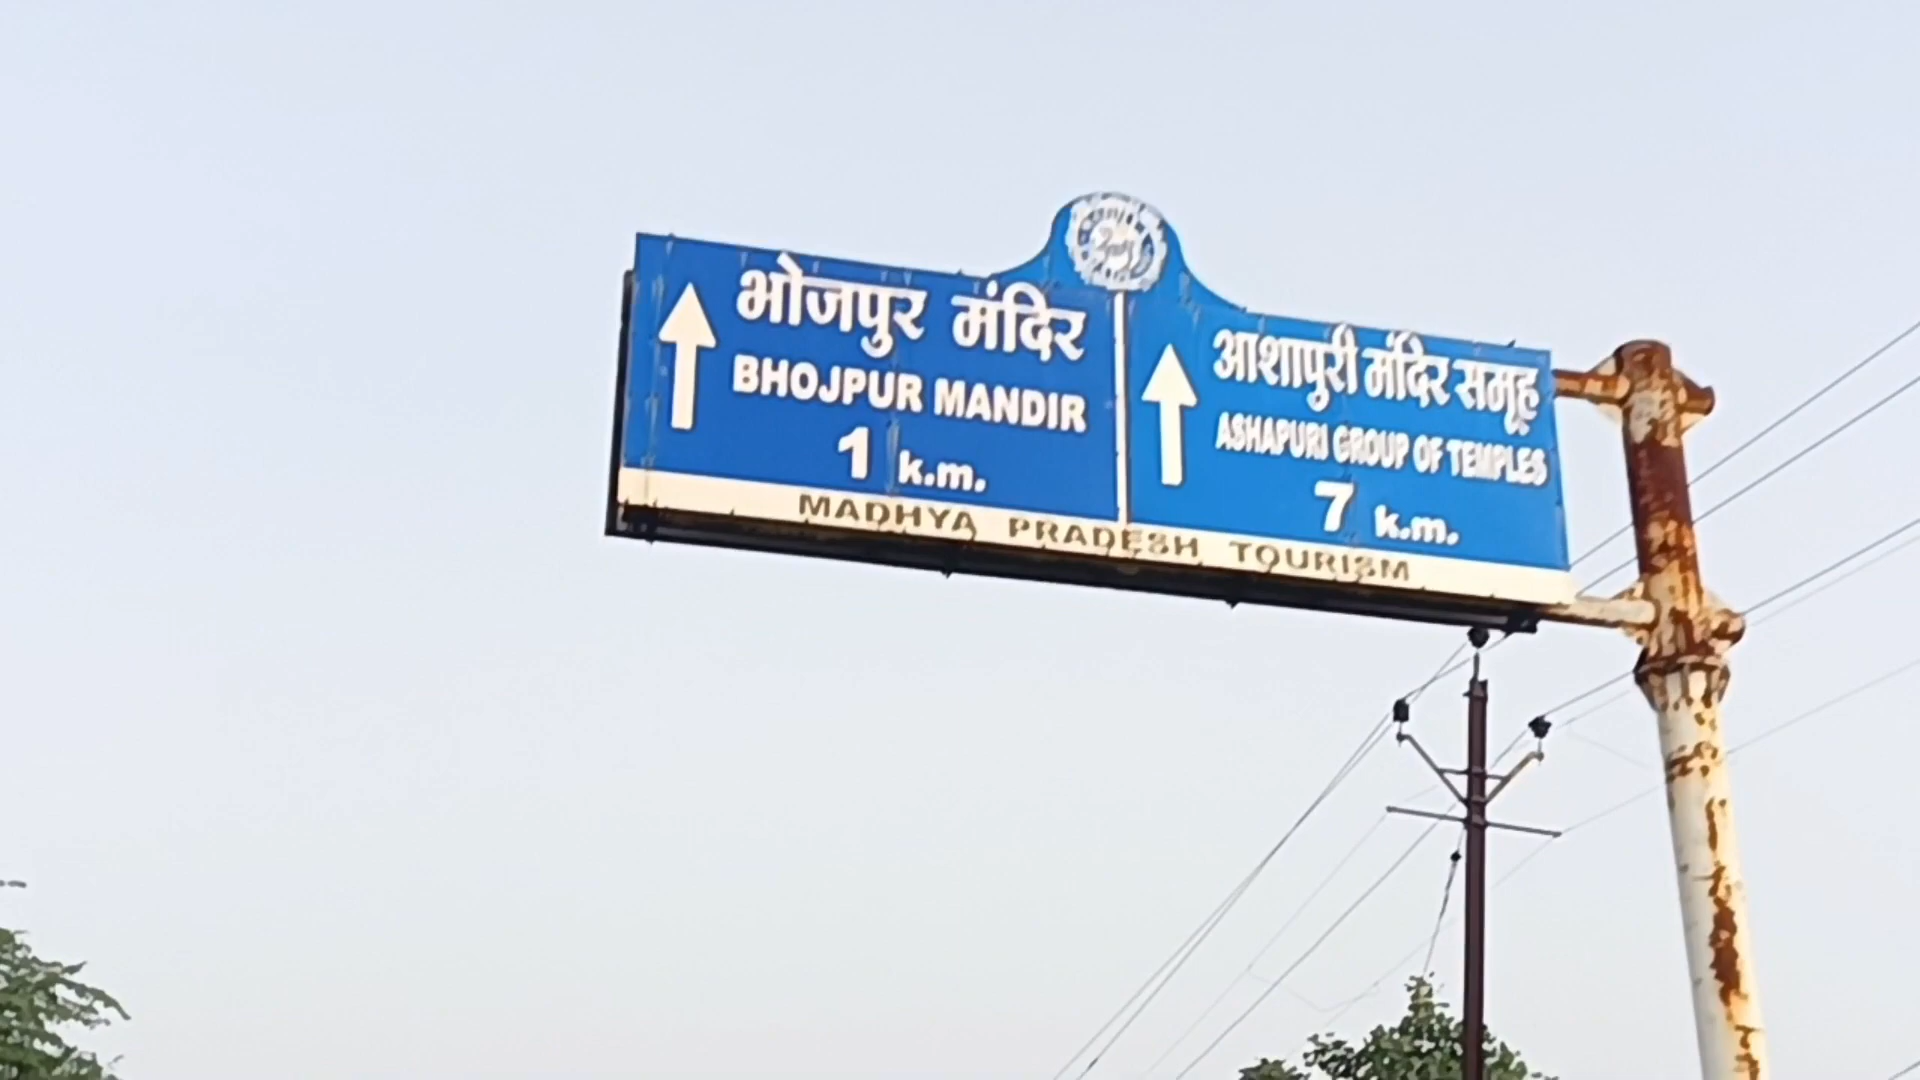 भोजपुर मंदिर
BHOJPUR MANDIR
1 k.m.
आशापुरी मंदिर समूह
ASHAPURI GROUP OF TEMPLES
7 k.m.
MADHYA PRADESH TOURISM